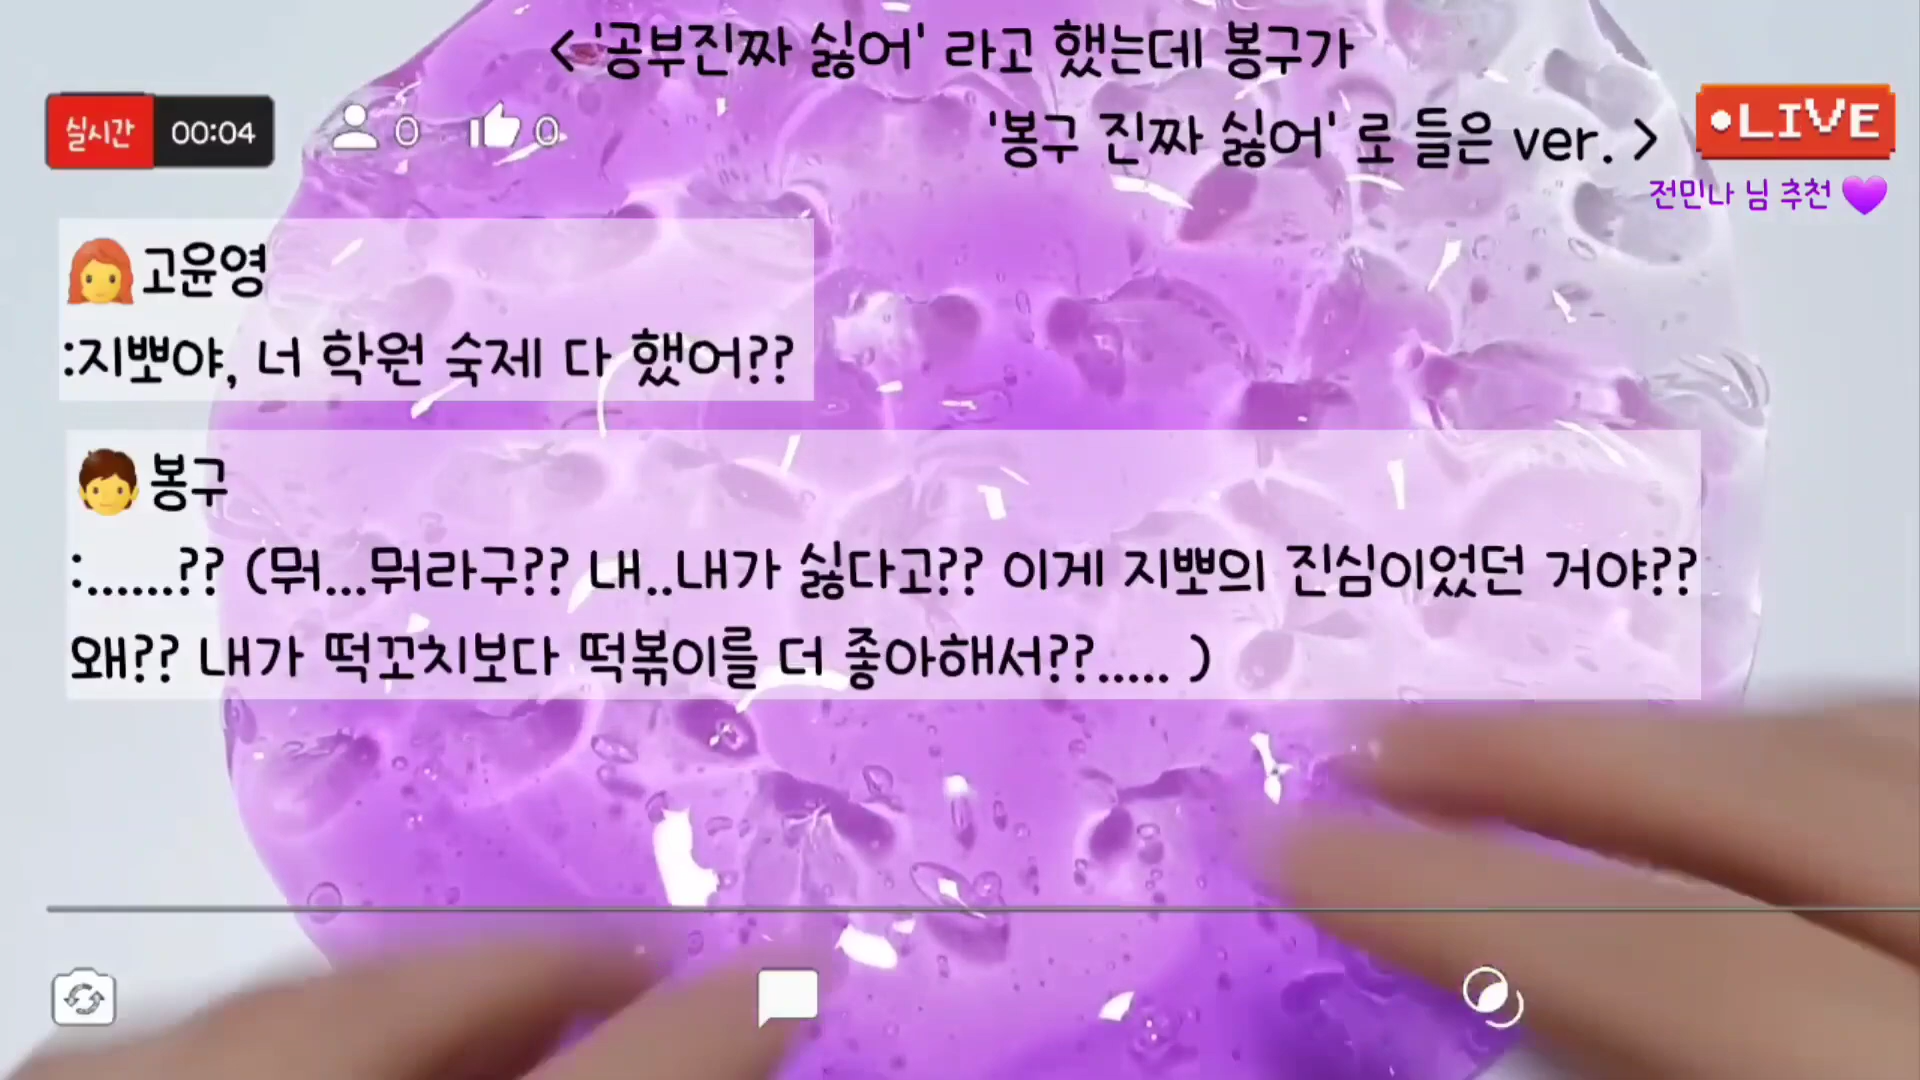 < '공부진짜 싫어' 라고 했는데 봉구가
'봉구 진짜 싫어' 로 들은 ver. >
실시간 00:04 0 0
LIVE
전민나 님 추천 💜
고윤영
:지뽀야, 너 학원 숙제 다 했어??
봉구
:......?? (뭐...뭐라구?? 내..내가 싫다고?? 이게 지뽀의 진심이었던 거야??
왜?? 내가 떡꼬치보다 떡볶이를 더 좋아해서??..... )